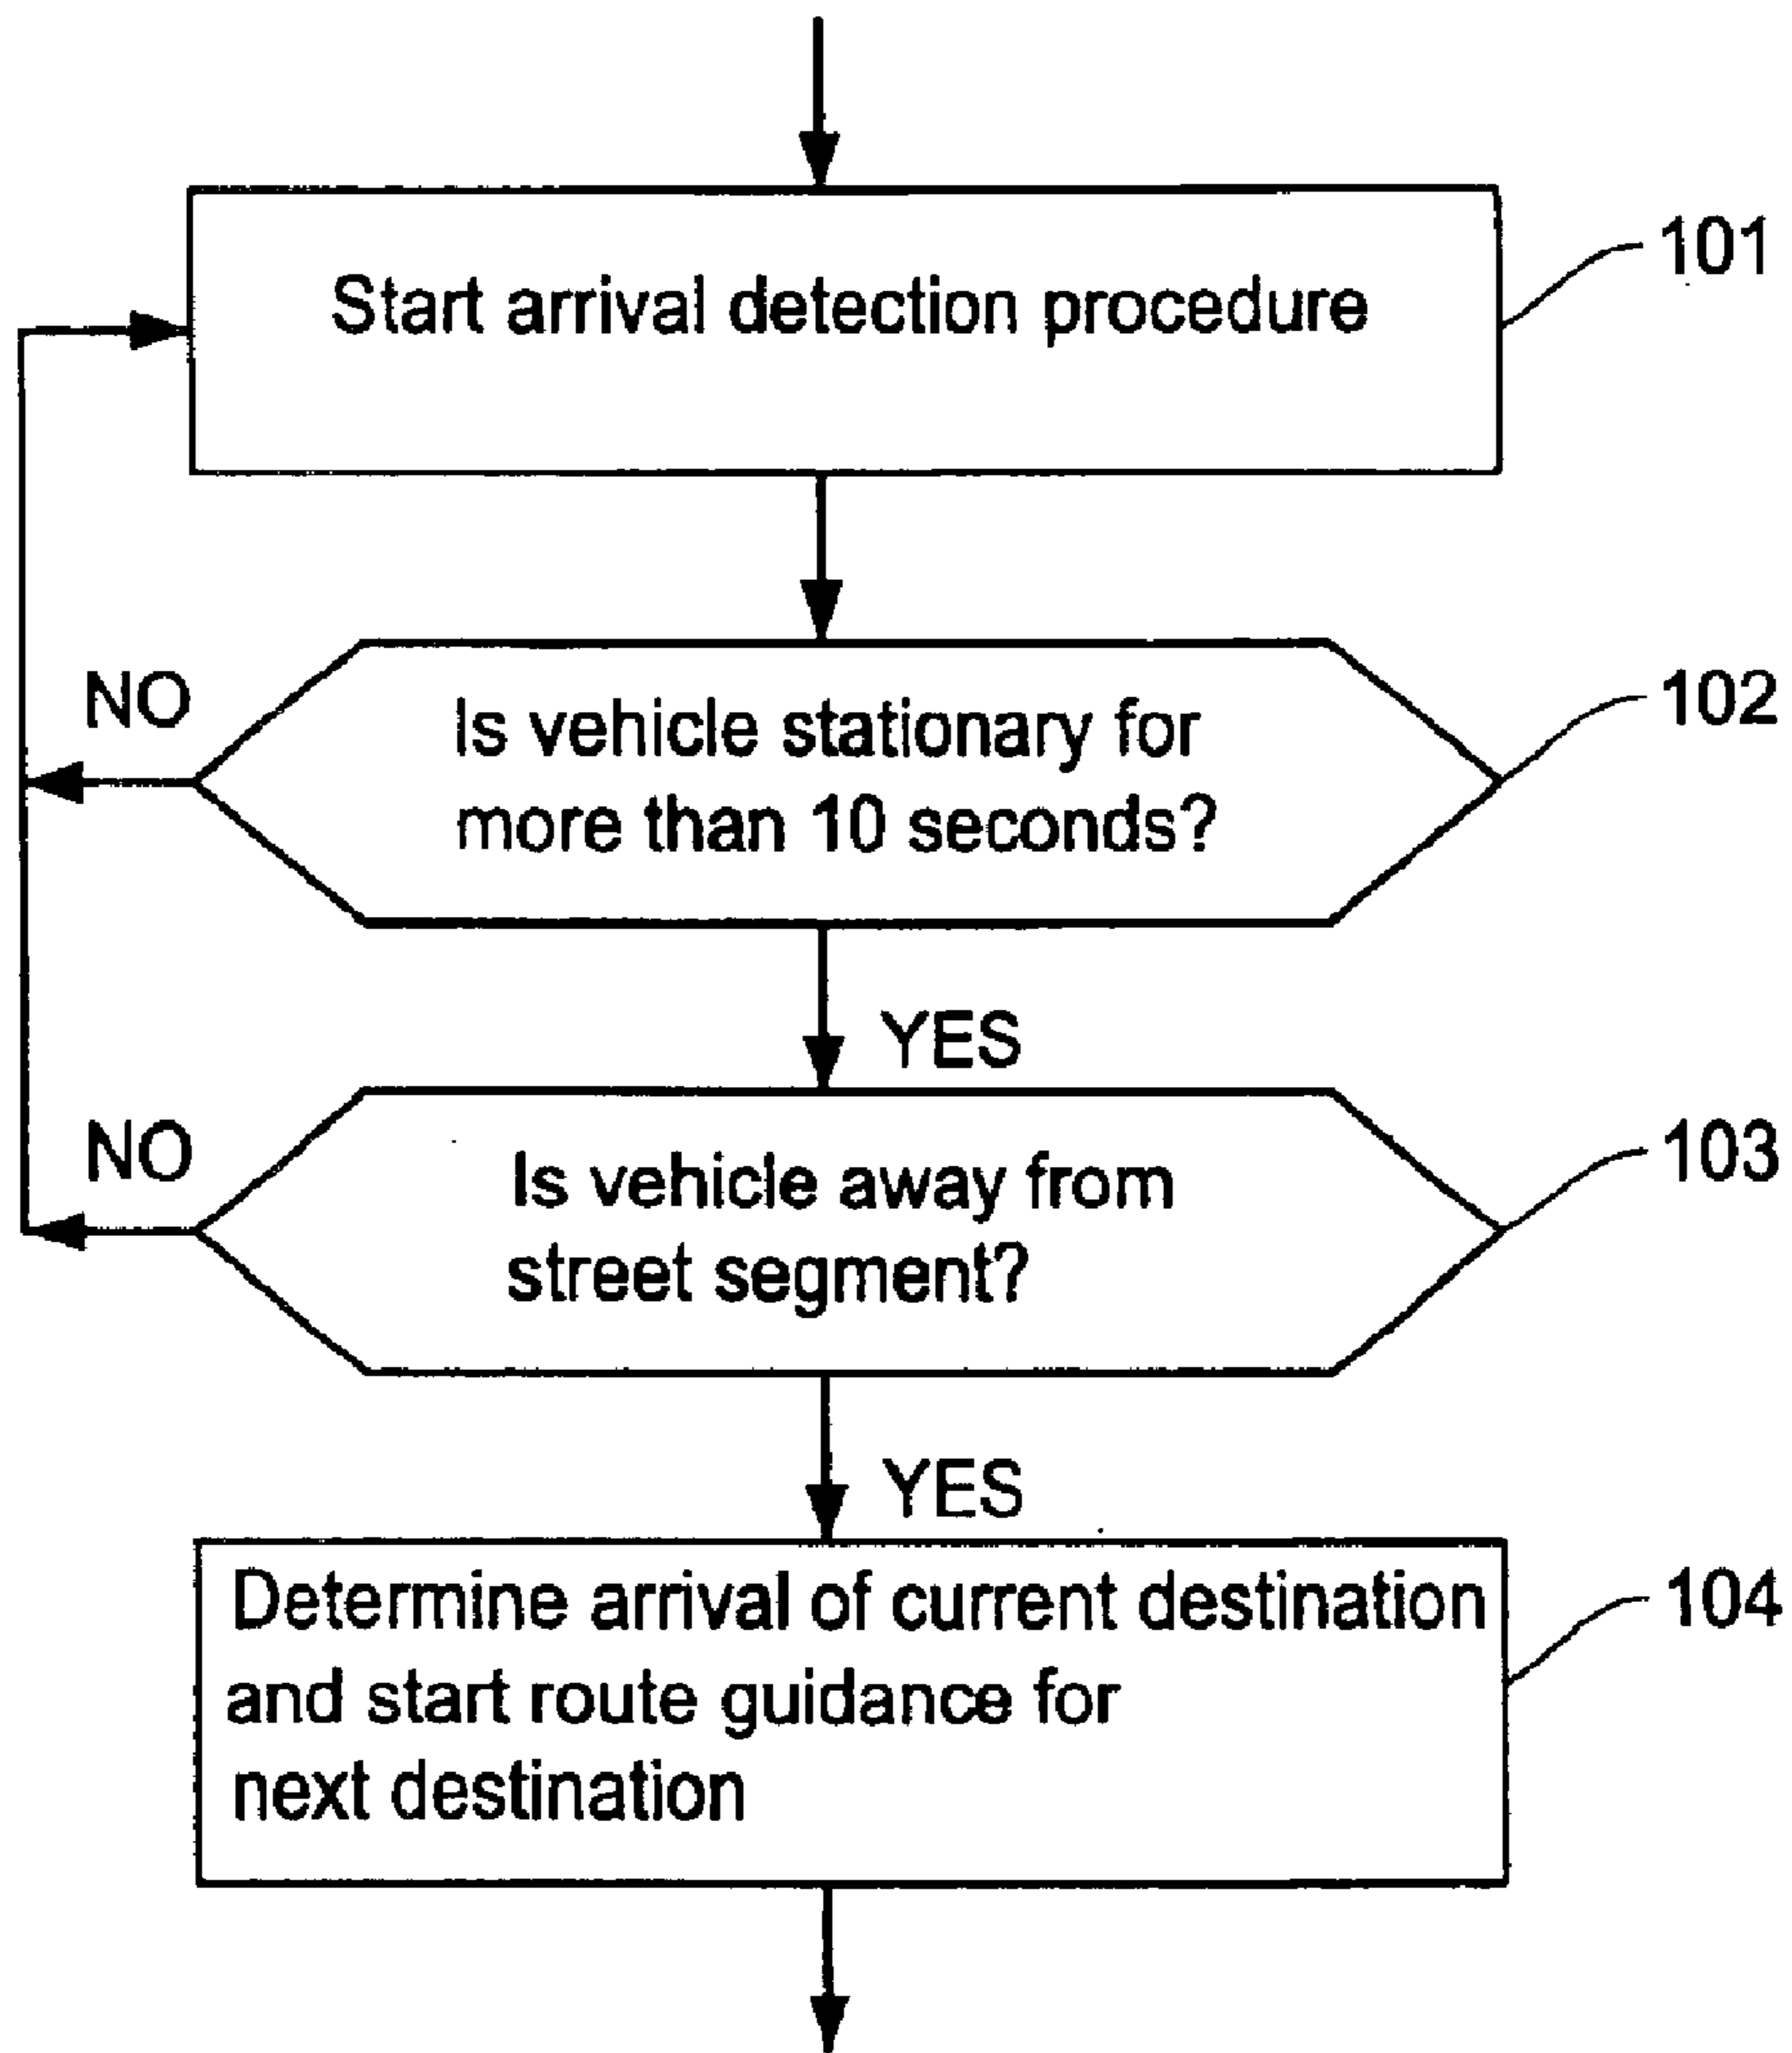 Start arrival detection procedure
101
NO
Is vehicle stationary for
more than 10 seconds?
102
YES
NO
Is vehicle away from
street segment?
103
YES
Determine arrival of current destination
and start route guidance for
next destination
104